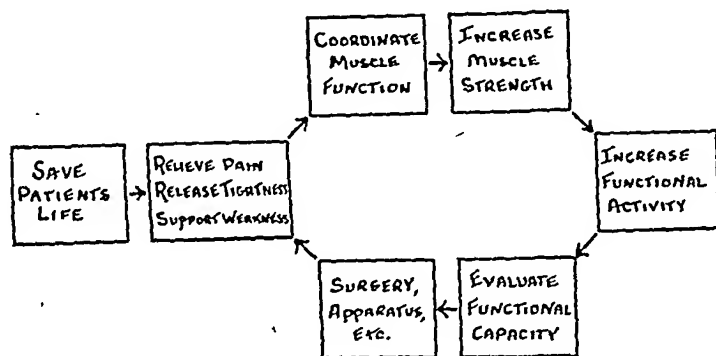 COORDINATE
MUSCLE
FUNCTION
INCREASE
MUSCLE
STRENGTH
SAVE
PATIENTS
LIFE
RELIEVE PAIN
RELEASE TIGHTNESS
SUPPORT WEAKNESS
INCREASE
FUNCTIONAL
ACTIVITY
SURGERY,
APPARATUS,
ETC.
EVALUATE
FUNCTIONAL
CAPACITY